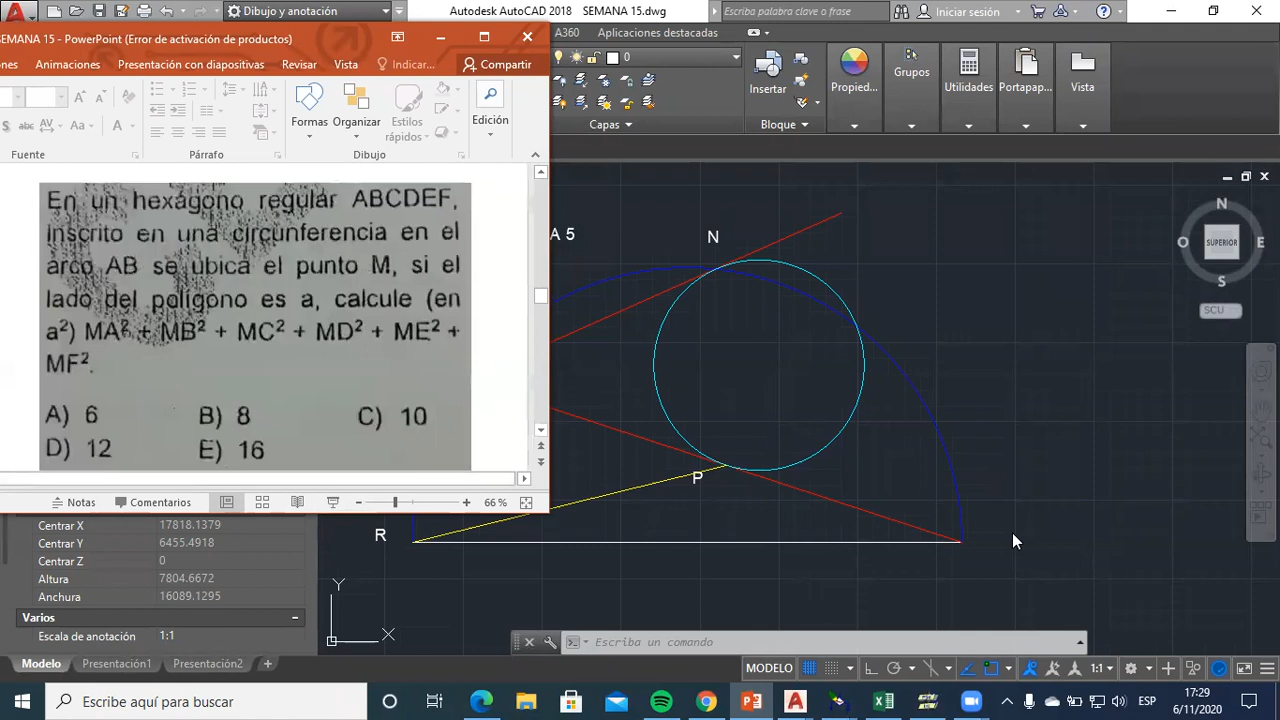 Dibujo y anotación
Autodesk AutoCAD 2018 SEMANA 15.dwg
Escriba palabra clave o frase
Iniciar sesión
SEMANA 15 - PowerPoint (Error de activación de productos)
A360 Aplicaciones destacadas
Animaciones Presentación con diapositivas Revisar Vista Indicar... Compartir
0
Insertar
Propied...
Grupos
Utilidades
Portapap...
Vista
Capas
Bloque
Formas Organizar Estilos rápidos Edición
Fuente Párrafo Dibujo
En un hexágono regular ABCDEF,
inscrito en una circunferencia en el
arco AB se ubica el punto M, si el
lado del polígono es a, calcule (en
a²) MA² + MB² + MC² + MD² + ME² +
MF².
A) 6 B) 8 C) 10
D) 12 E) 16
Notas Comentarios 66 %
A 5
N
P
R
N
O SUPERIOR E
S
SCU
Centrar X 17818.1379
Centrar Y 6455.4918
Centrar Z 0
Altura 7804.6672
Anchura 16089.1295
Varios
Escala de anotación 1:1
Y
X
Escriba un comando
Modelo Presentación1 Presentación2 +
MODELO 1:1
Escribe aquí para buscar
ESP
17:29
6/11/2020